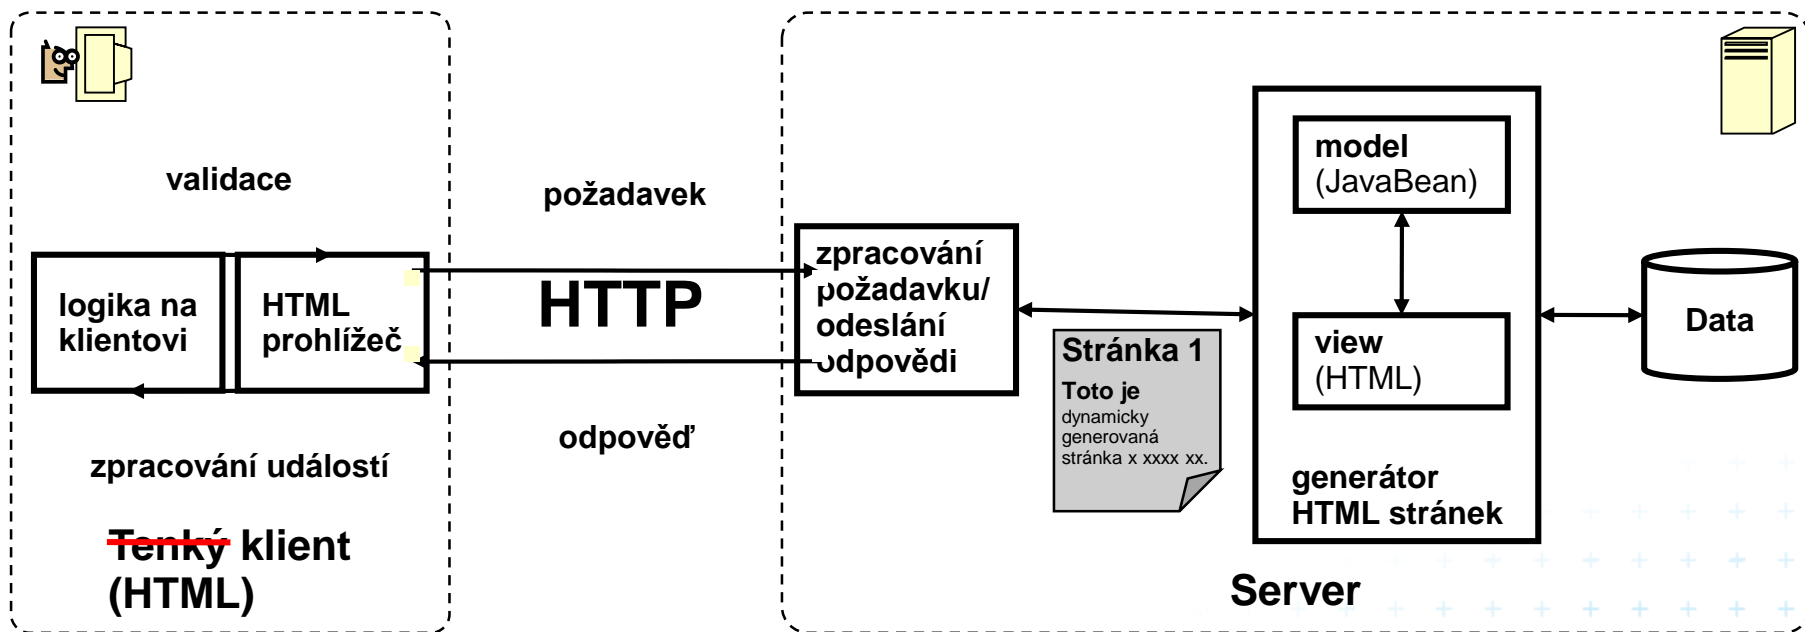 validace
logika na
klientovi
HTML
prohlížeč
zpracování událostí
Tenký klient
(HTML)
požadavek
HTTP
odpověď
zpracování
požadavku/
odeslání
odpovědi
Stránka 1
Toto je
dynamicky
generovaná
stránka x xxxx xx.
model
(JavaBean)
view
(HTML)
generátor
HTML stránek
Data
Server